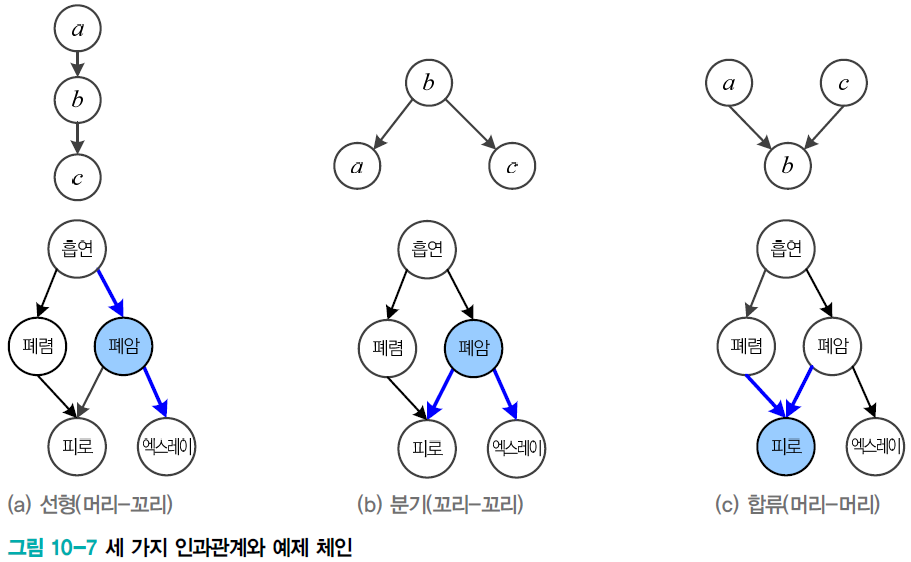 a
b
c
b
a
c
a
c
b
흡연
폐렴
폐암
피로
엑스레이
흡연
폐렴
폐암
피로
엑스레이
흡연
폐렴
폐암
피로
엑스레이
(a) 선형(머리-꼬리)
(b) 분기(꼬리-꼬리)
(c) 합류(머리-머리)
그림 10-7 세 가지 인과관계와 예제 체인